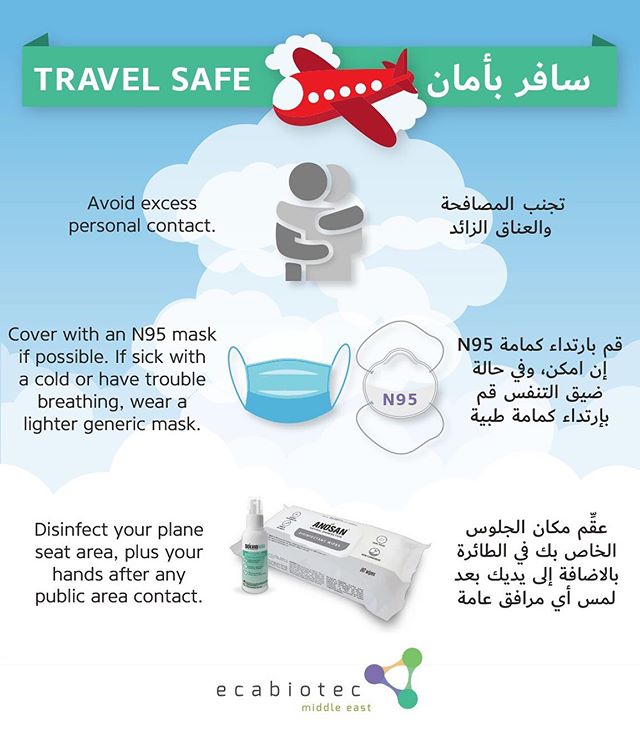 TRAVEL SAFE
سافر بأمان
Avoid excess
personal contact.
تجنب المصافحة
والعناق الزائد
Cover with an N95 mask
if possible. If sick with
a cold or have trouble
breathing, wear a
lighter generic mask.
N95
قم بارتداء كمامة N95
إن امكن، وفي حالة
ضيق التنفس قم
بإرتداء كمامة طبية
Disinfect your plane
seat area, plus your
hands after any
public area contact.
ANOSAN
DISINFECTANT WIPES
عقِّم مكان الجلوس
الخاص بك في الطائرة
بالاضافة إلى يديك بعد
لمس أي مرافق عامة
ecabiotec
middle east